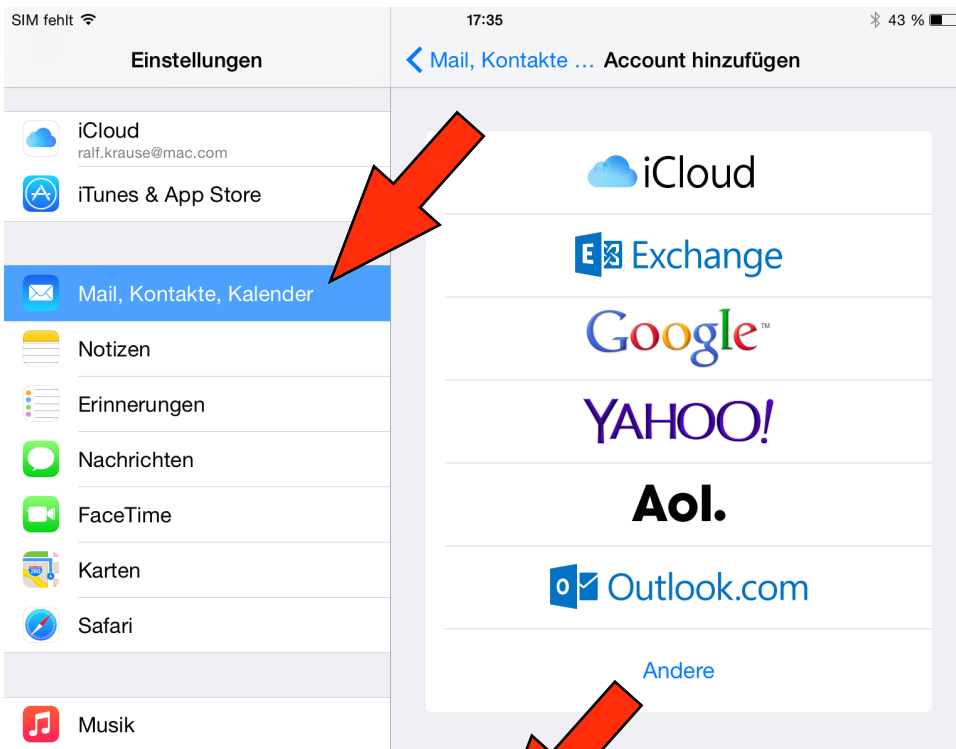 SIM fehlt 17:35 43 %
Einstellungen
Mail, Kontakte … Account hinzufügen
iCloud
ralf.krause@mac.com
iTunes & App Store
Mail, Kontakte, Kalender
Notizen
Erinnerungen
Nachrichten
FaceTime
Karten
Safari
Musik
iCloud
E Exchange
Google™
YAHOO!
Aol.
o Outlook.com
Andere